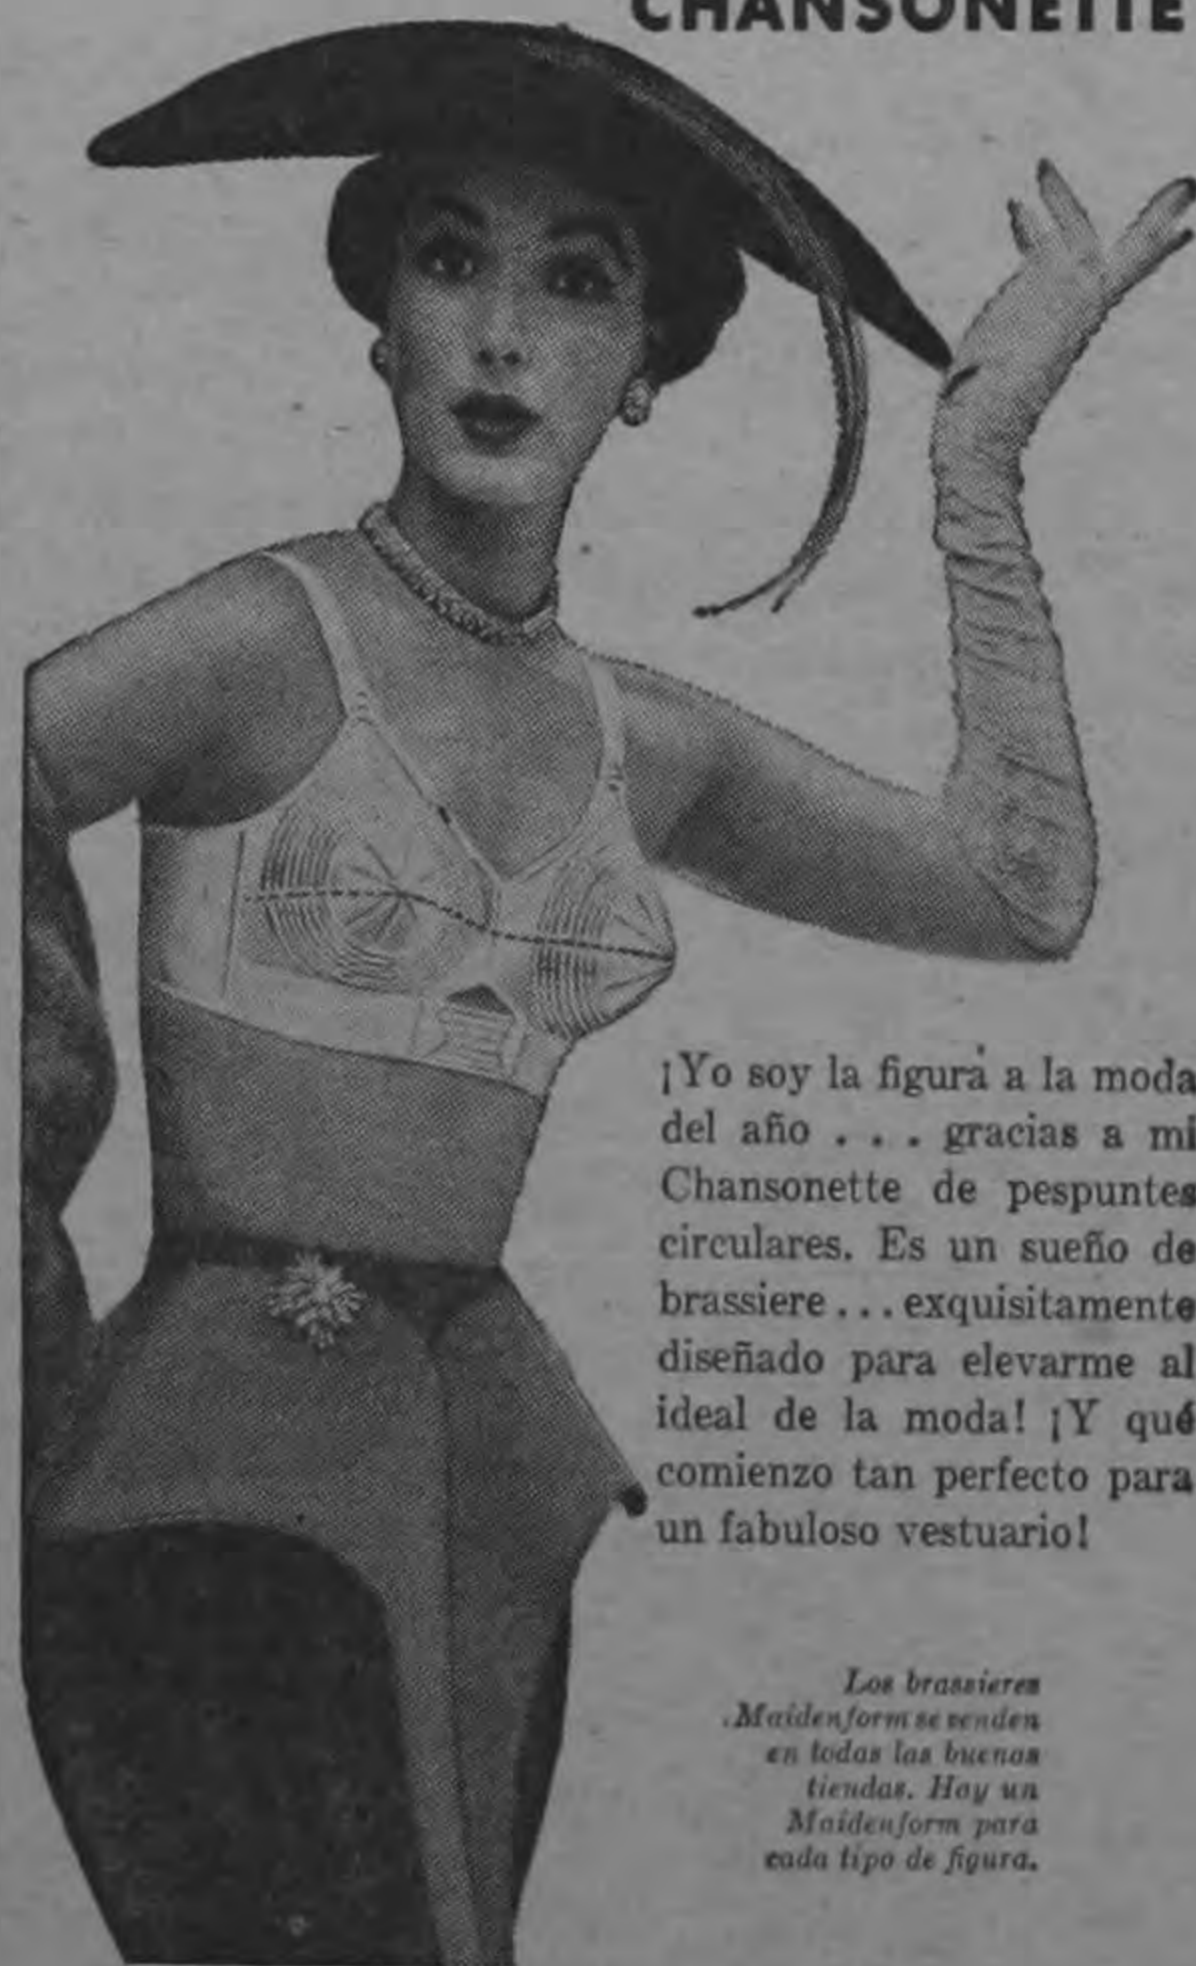 CHANSONETTE
¡Yo soy la figura a la moda
del año . . . gracias a mi
Chansonette de pespuntes
circulares. Es un sueño de
brassiere . . . exquisitamente
diseñado para elevarme al
ideal de la moda! ¡Y qué
comienzo tan perfecto para
un fabuloso vestuario!
Los brassieres
Maidenform se venden
en todas las buenas
tiendas. Hay un
Maidenform para
cada tipo de figura.